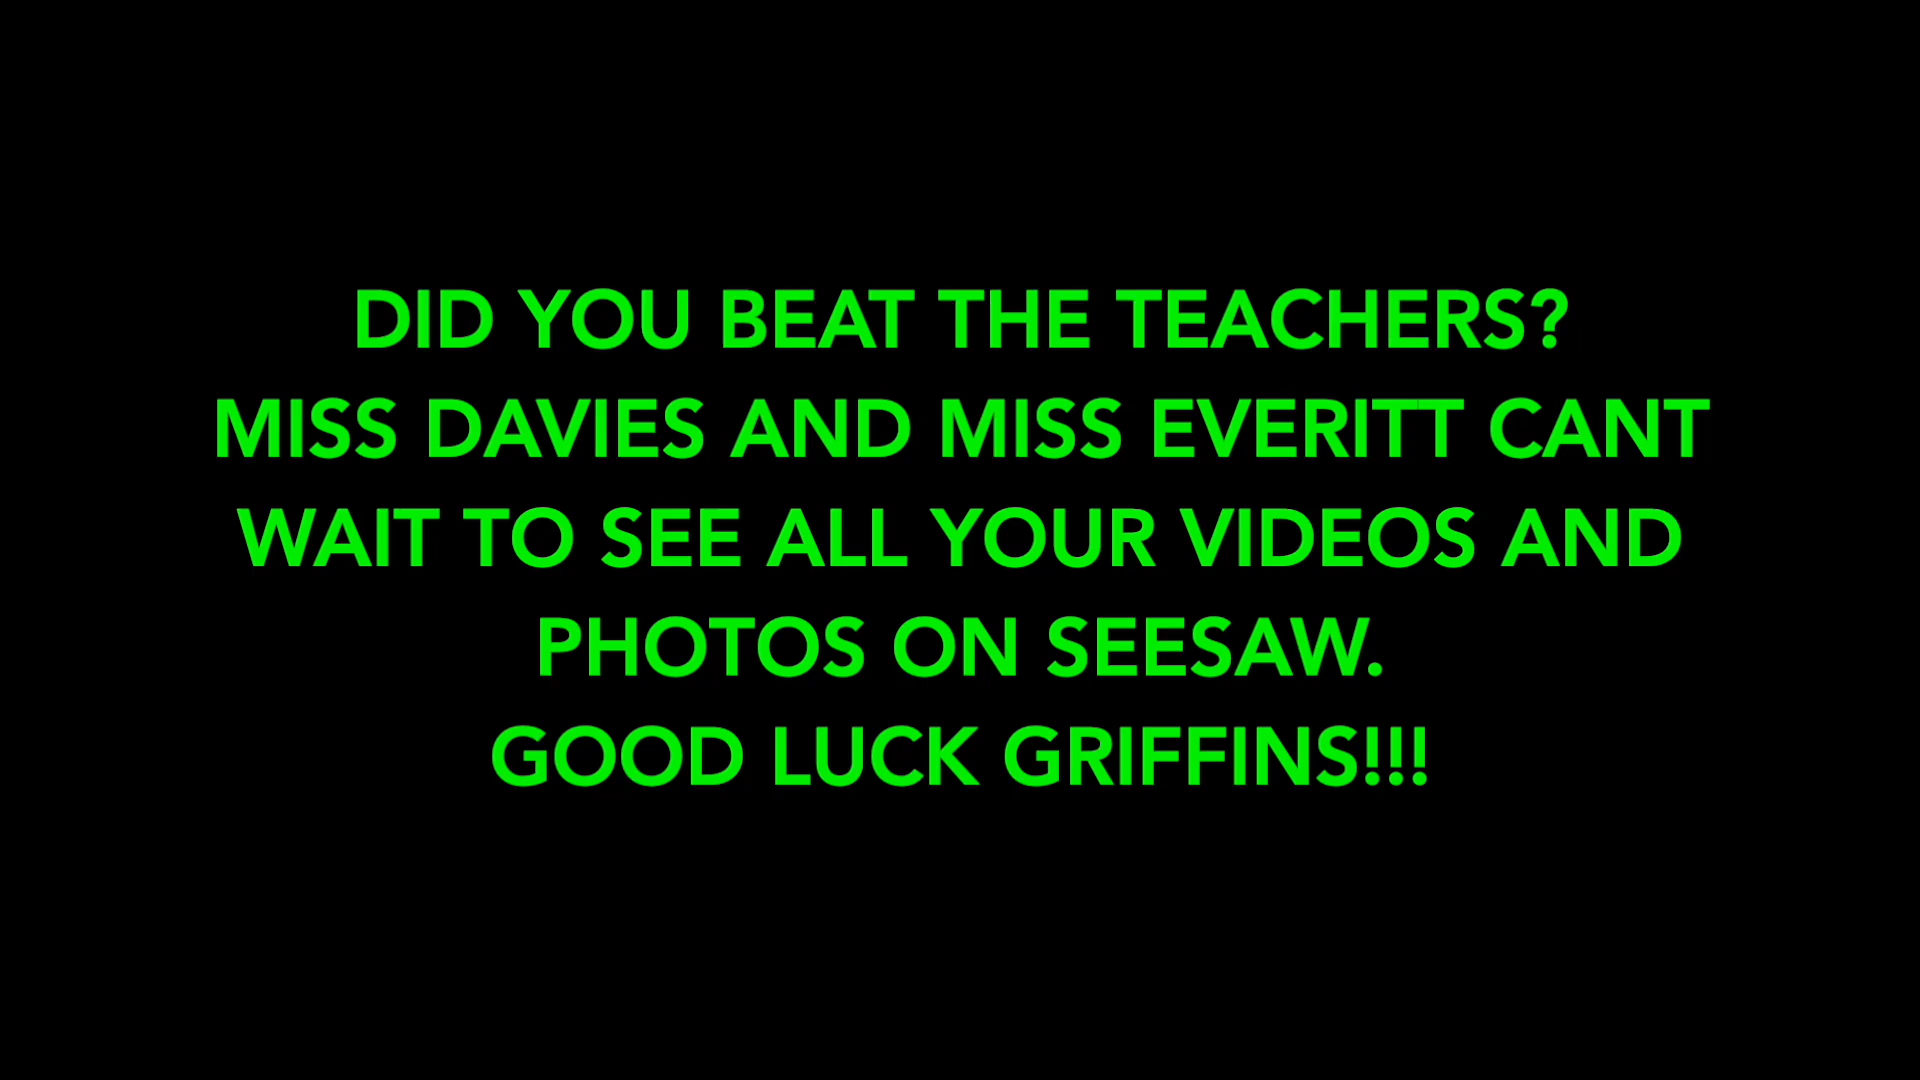 DID YOU BEAT THE TEACHERS?
MISS DAVIES AND MISS EVERITT CANT
WAIT TO SEE ALL YOUR VIDEOS AND
PHOTOS ON SEESAW.
GOOD LUCK GRIFFINS!!!